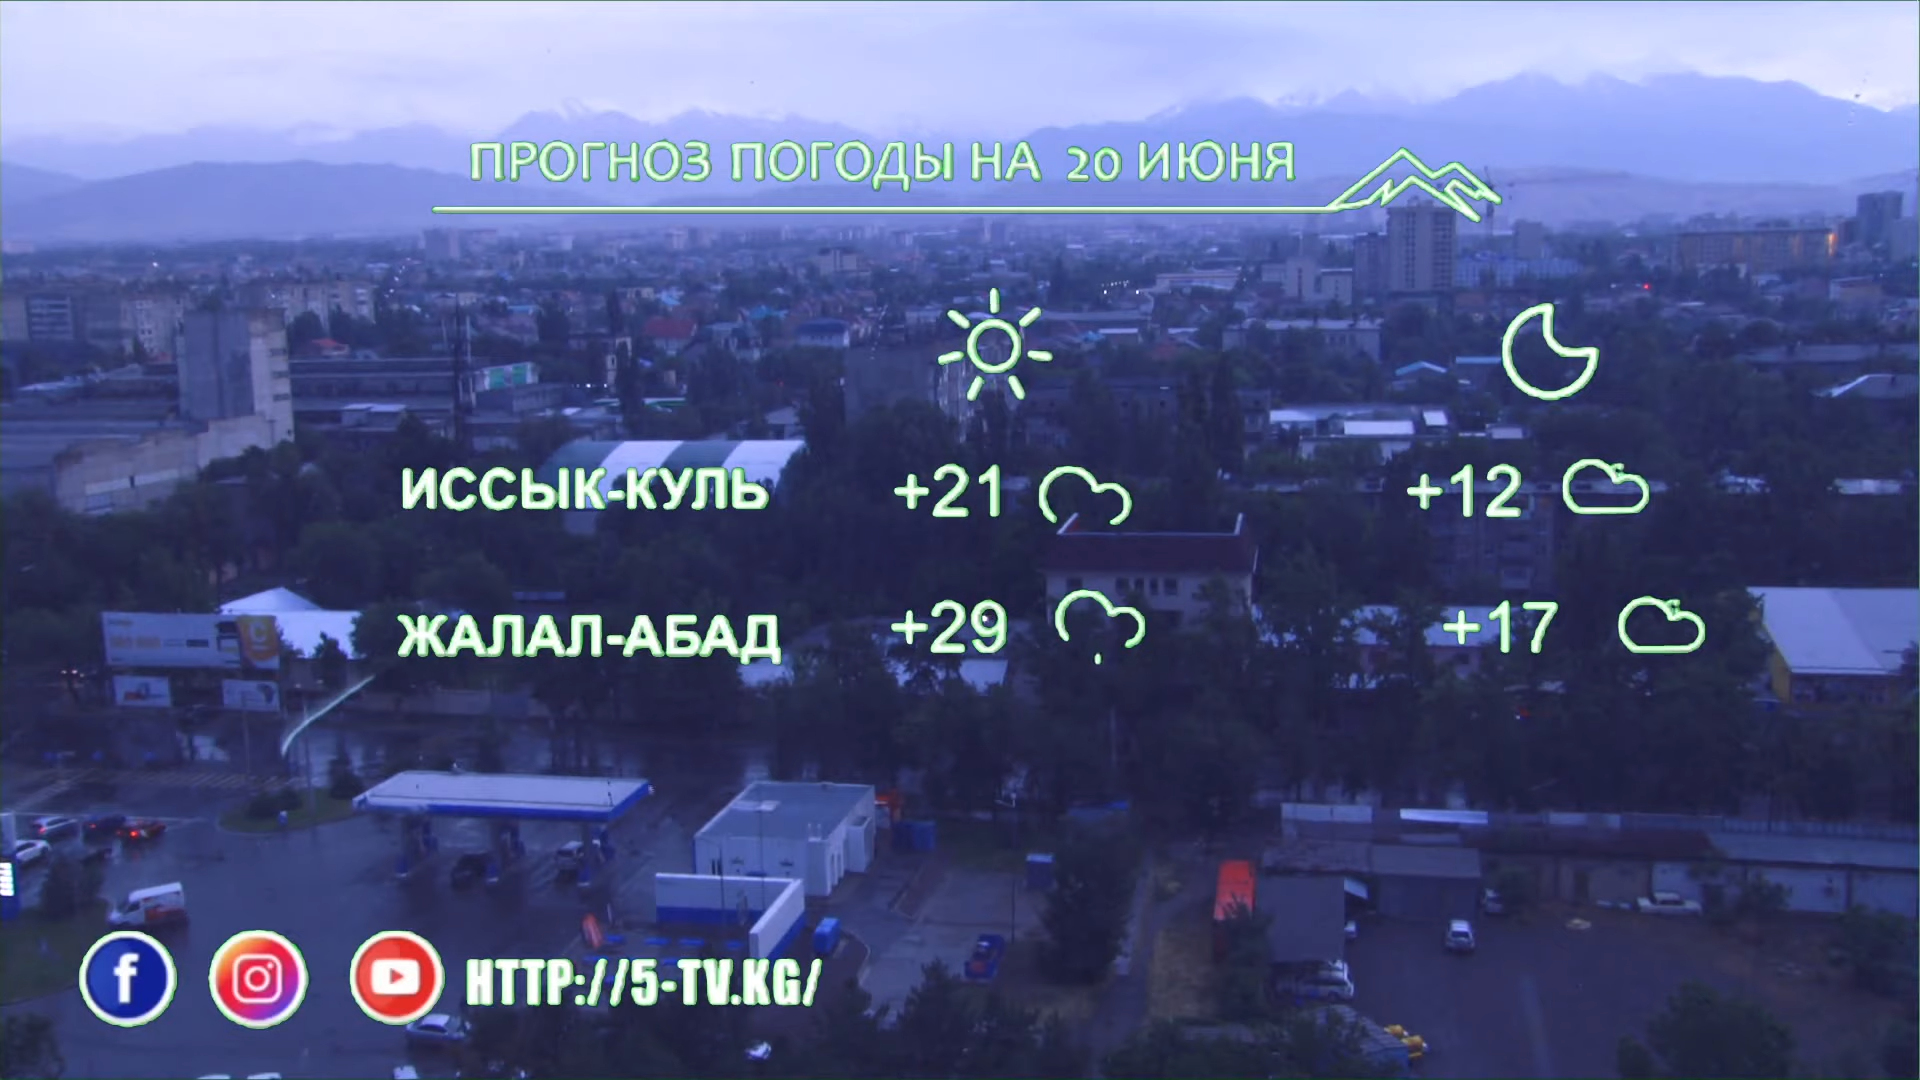 ПРОГНОЗ ПОГОДЫ НА 20 ИЮНЯ
ИССЫК-КУЛЬ +21 +12
ЖАЛАЛ-АБАД +29 +17
HTTP://5-TV.KG/